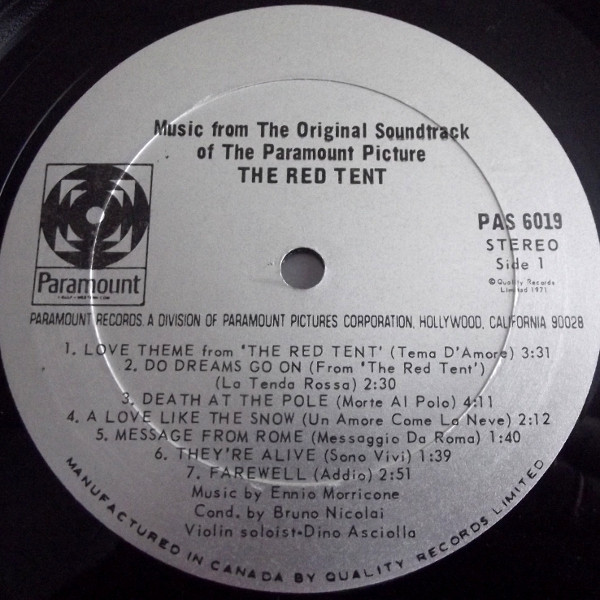 Music from The Original Soundtrack
of The Paramount Picture
THE RED TENT
Paramount
PAS 6019
STEREO
Side 1
© Quality Records
Limited 1971
PARAMOUNT RECORDS, A DIVISION OF PARAMOUNT PICTURES CORPORATION, HOLLYWOOD, CALIFORNIA 90028
1. LOVE THEME from 'THE RED TENT' (Tema D'Amore) 3:31
2. DO DREAMS GO ON (From 'The Red Tent')
(La Tenda Rossa) 2:30
3. DEATH AT THE POLE (Morte Al Polo) 4:11
4. A LOVE LIKE THE SNOW (Un Amore Come La Neve) 2:12
5. MESSAGE FROM ROME (Messaggio Da Roma) 1:40
6. THEY'RE ALIVE (Sono Vivi) 1:39
7. FAREWELL (Addio) 2:51
Music by Ennio Morricone
Cond. by Bruno Nicolai
Violin soloist-Dino Asciolla
MANUFACTURED IN CANADA BY QUALITY RECORDS LIMITED